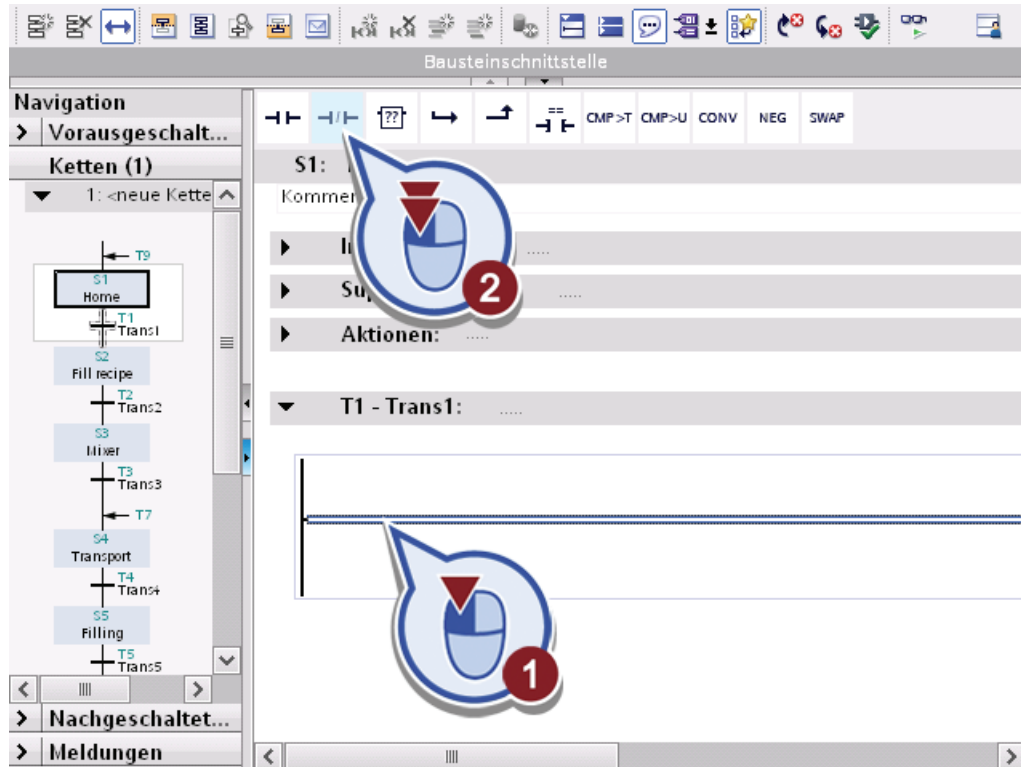 Bausteinschnittstelle
Navigation
Vorausgeschalt...
Ketten (1)
1: <neue Kette
T9
S1
Home
T1
Trans1
S2
Fill recipe
T2
Trans2
S3
Mixer
T3
Trans3
T7
S4
Transport
T4
Trans4
S5
Filling
T5
Trans5
Nachgeschaltet...
Meldungen
?? == CMP>T CMP>U CONV NEG SWAP
S1:
Kommen
.....
2
.....
Aktionen: .....
T1 - Trans1: .....
1